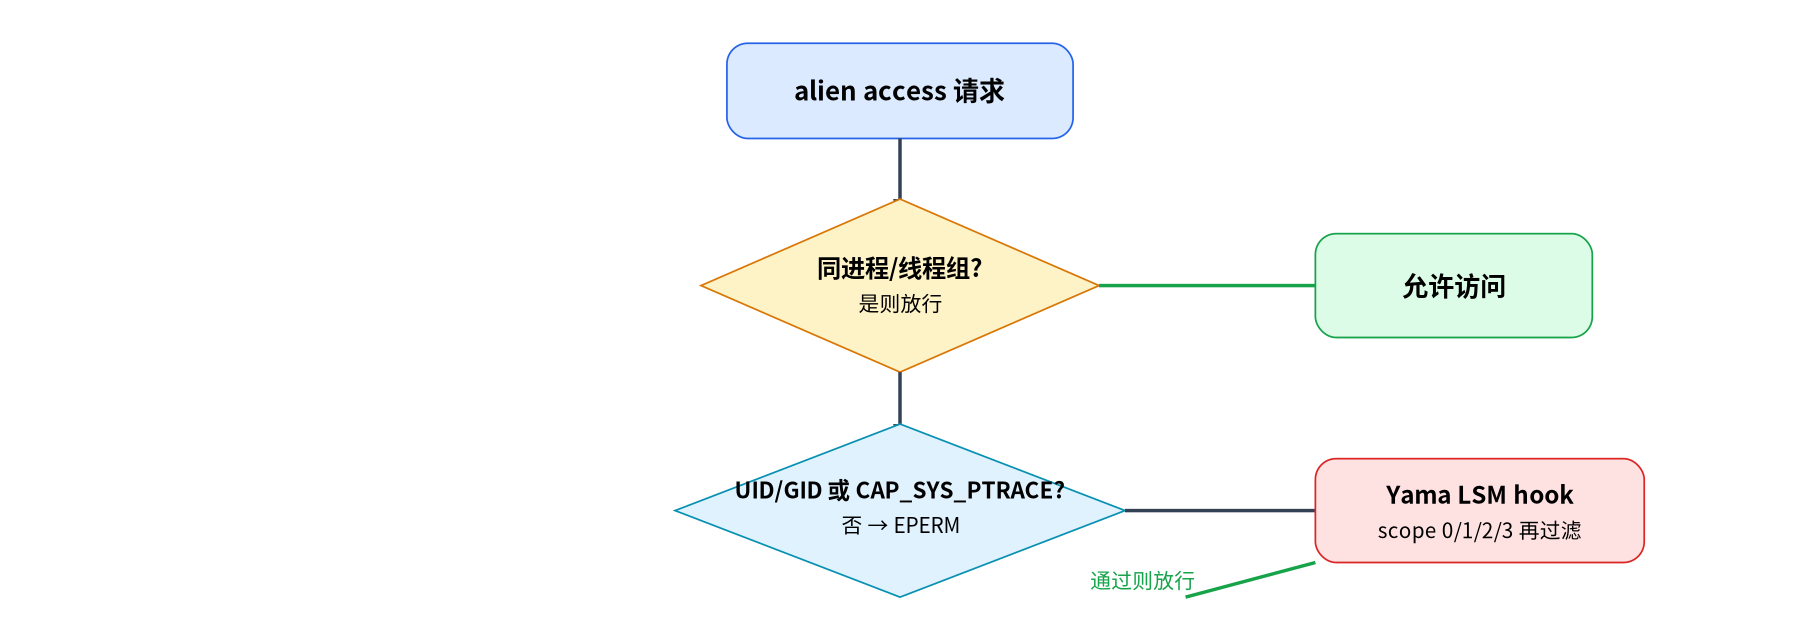 alien access 请求
同进程/线程组?
是则放行
允许访问
UID/GID 或 CAP_SYS_PTRACE?
否 → EPERM
Yama LSM hook
scope 0/1/2/3 再过滤
通过则放行